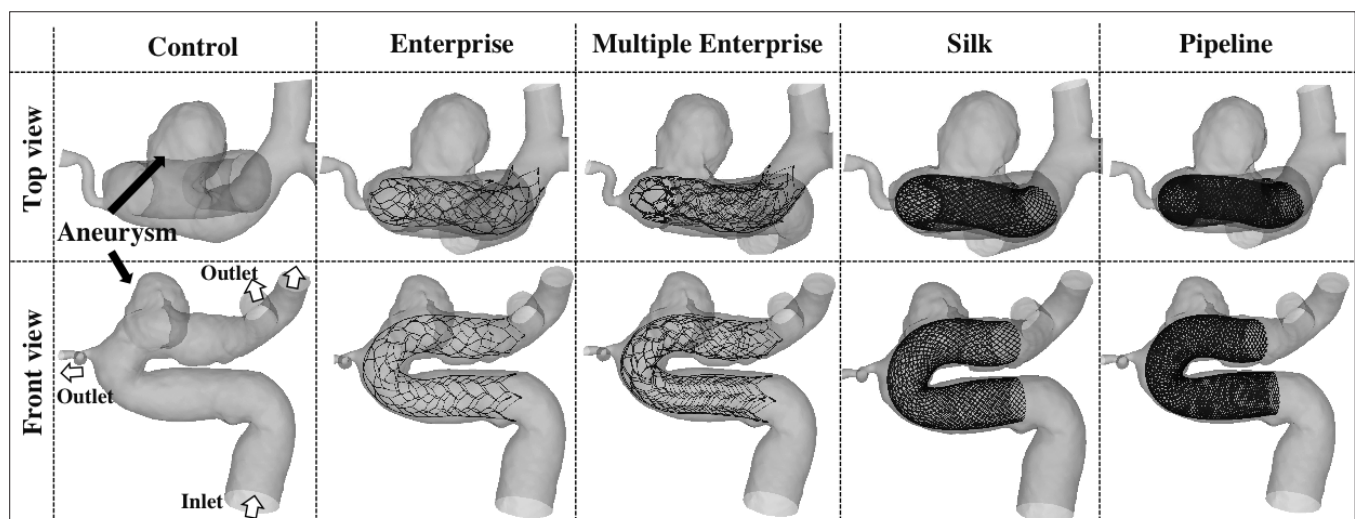 Control
Enterprise
Multiple Enterprise
Silk
Pipeline
Top view
Aneurysm
Front view
Outlet
Outlet
Inlet